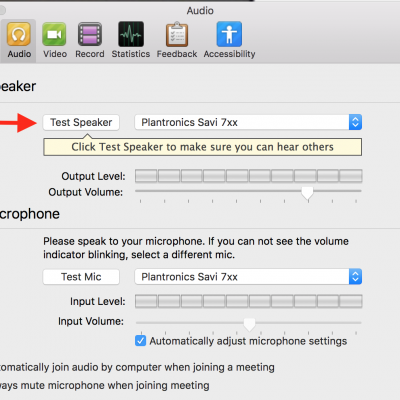 Audio
Audio Video Record Statistics Feedback Accessibility
peaker
Test Speaker Plantronics Savi 7xx
Click Test Speaker to make sure you can hear others
Output Level:
Output Volume:
crophone
Please speak to your microphone. If you can not see the volume
indicator blinking, select a different mic.
Test Mic Plantronics Savi 7xx
Input Level:
Input Volume:
Automatically adjust microphone settings
tomatically join audio by computer when joining a meeting
ways mute microphone when joining meeting